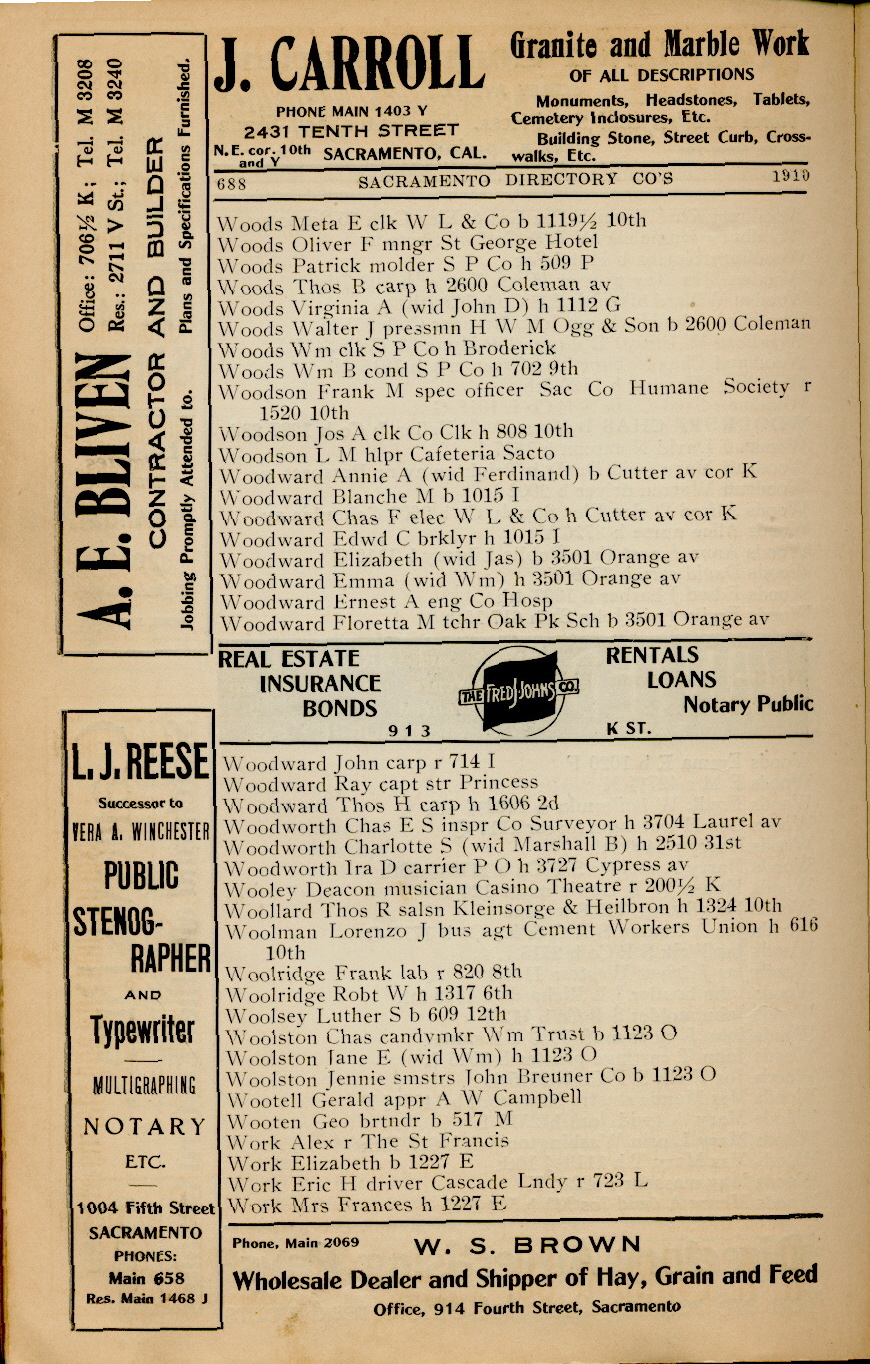 J. CARROLL
PHONE MAIN 1403 Y
2431 TENTH STREET
N. E. cor. 10th and Y SACRAMENTO, CAL.
Granite and Marble Work
OF ALL DESCRIPTIONS
Monuments, Headstones, Tablets,
Cemetery Inclosures, Etc.
Building Stone, Street Curb, Cross-
walks, Etc.
688 SACRAMENTO DIRECTORY CO'S 1910
A. E. BLIVEN
Office: 706½ K; Tel. M 3208
Res.: 2711 V St.; Tel. M 3240
CONTRACTOR AND BUILDER
Jobbing Promptly Attended to. Plans and Specifications Furnished.
Woods Meta E clk W L & Co b 1119½ 10th
Woods Oliver F mngr St George Hotel
Woods Patrick molder S P Co h 509 P
Woods Thos B carp h 2600 Coleman av
Woods Virginia A (wid John D) h 1112 G
Woods Walter J pressmn H W M Ogg & Son b 2600 Coleman
Woods Wm clk S P Co h Broderick
Woods Wm B cond S P Co h 702 9th
Woodson Frank M spec officer Sac Co Humane Society r
1520 10th
Woodson Jos A clk Co Clk h 808 10th
Woodson L M hlpr Cafeteria Sacto
Woodward Annie A (wid Ferdinand) b Cutter av cor K
Woodward Blanche M b 1015 I
Woodward Chas F elec W L & Co h Cutter av cor K
Woodward Edwd C brklyr h 1015 I
Woodward Elizabeth (wid Jas) b 3501 Orange av
Woodward Emma (wid Wm) h 3501 Orange av
Woodward Ernest A eng Co Hosp
Woodward Floretta M tchr Oak Pk Sch b 3501 Orange av
REAL ESTATE
INSURANCE
BONDS
913
THE FRED J. JOHNS CO.
RENTALS
LOANS
Notary Public
K ST.
L. J. REESE
Successor to
VERA A. WINCHESTER
PUBLIC
STENOG-
RAPHER
AND
Typewriter
MULTIGRAPHING
NOTARY
ETC.
1004 Fifth Street
SACRAMENTO
PHONES:
Main 658
Res. Main 1468 J
Woodward John carp r 714 I
Woodward Ray capt str Princess
Woodward Thos H carp h 1606 2d
Woodworth Chas E S inspr Co Surveyor h 3704 Laurel av
Woodworth Charlotte S (wid Marshall B) h 2510 31st
Woodworth Ira D carrier P O h 3727 Cypress av
Wooley Deacon musician Casino Theatre r 200½ K
Woollard Thos R salsn Kleinsorge & Heilbron h 1324 10th
Woolman Lorenzo J bus agt Cement Workers Union h 616
10th
Woolridge Frank lab r 820 8th
Woolridge Robt W h 1317 6th
Woolsey Luther S b 609 12th
Woolston Chas candymkr Wm Trust b 1123 O
Woolston Jane E (wid Wm) h 1123 O
Woolston Jennie smstrs John Breuner Co b 1123 O
Wootell Gerald appr A W Campbell
Wooten Geo brtndr b 517 M
Work Alex r The St Francis
Work Elizabeth b 1227 E
Work Eric H driver Cascade Lndy r 723 L
Work Mrs Frances h 1227 E
Phone, Main 2069 W. S. BROWN
Wholesale Dealer and Shipper of Hay, Grain and Feed
Office, 914 Fourth Street, Sacramento